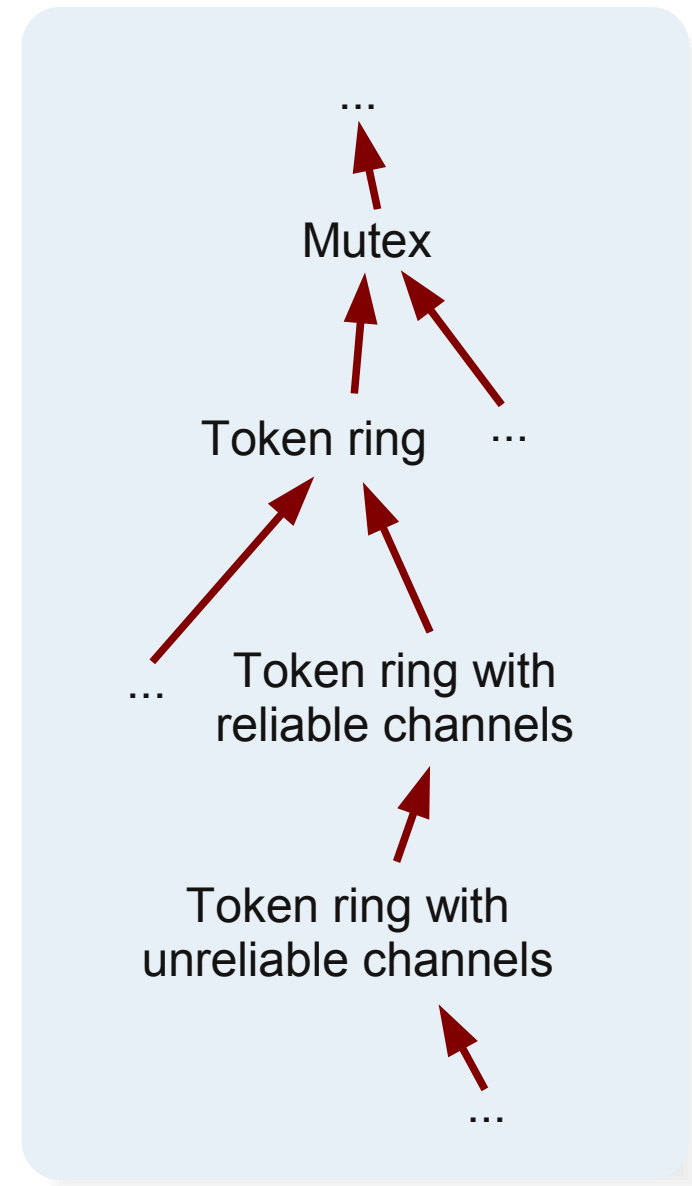 ...
Mutex
Token ring
...
...
Token ring with
reliable channels
Token ring with
unreliable channels
...